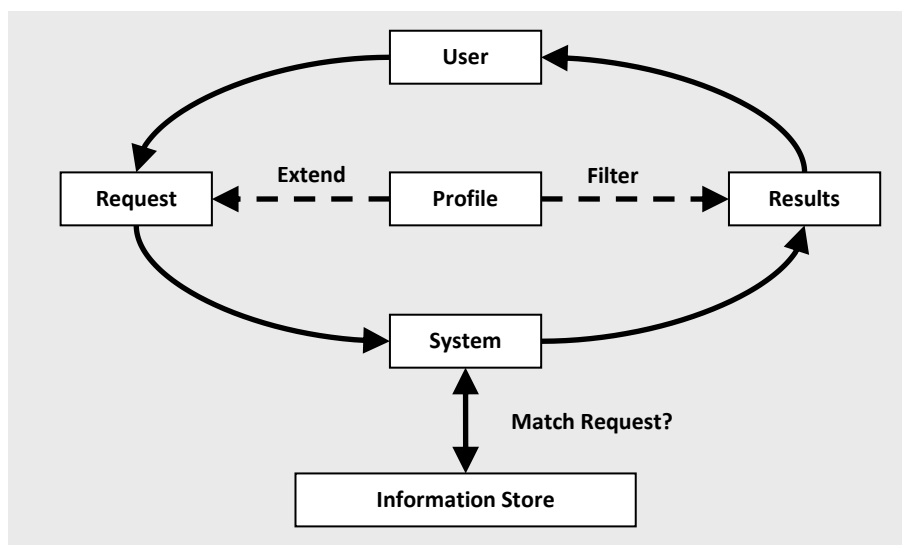 User
Extend
Filter
Request
Profile
Results
System
Match Request?
Information Store